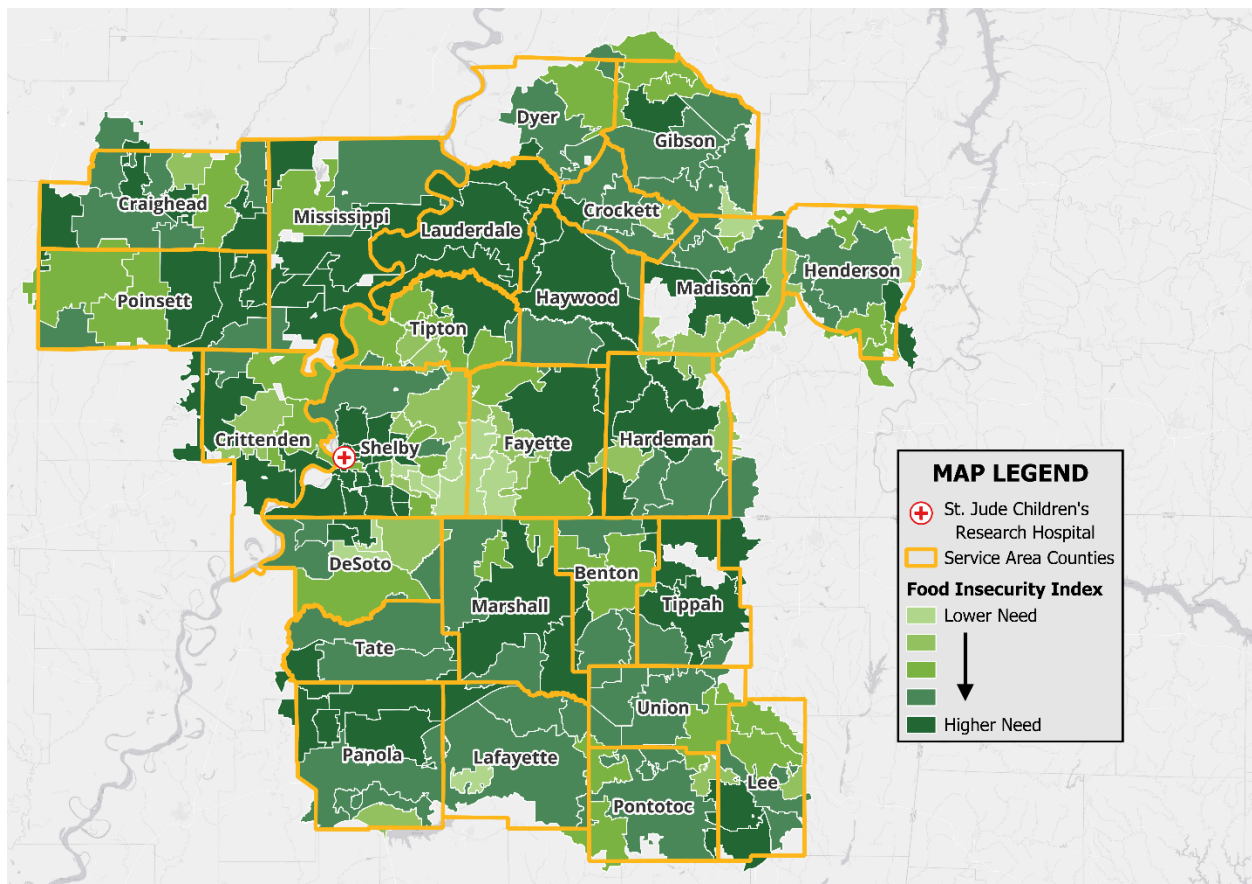 Dyer
Gibson
Craighead
Mississippi
Crockett
Lauderdale
Henderson
Poinsett
Haywood
Madison
Tipton
Crittenden
Shelby
Fayette
Hardeman
DeSoto
Benton
Marshall
Tippah
Tate
Union
Panola
Lafayette
Lee
Pontotoc
MAP LEGEND
St. Jude Children's
Research Hospital
Service Area Counties
Food Insecurity Index
Lower Need
Higher Need